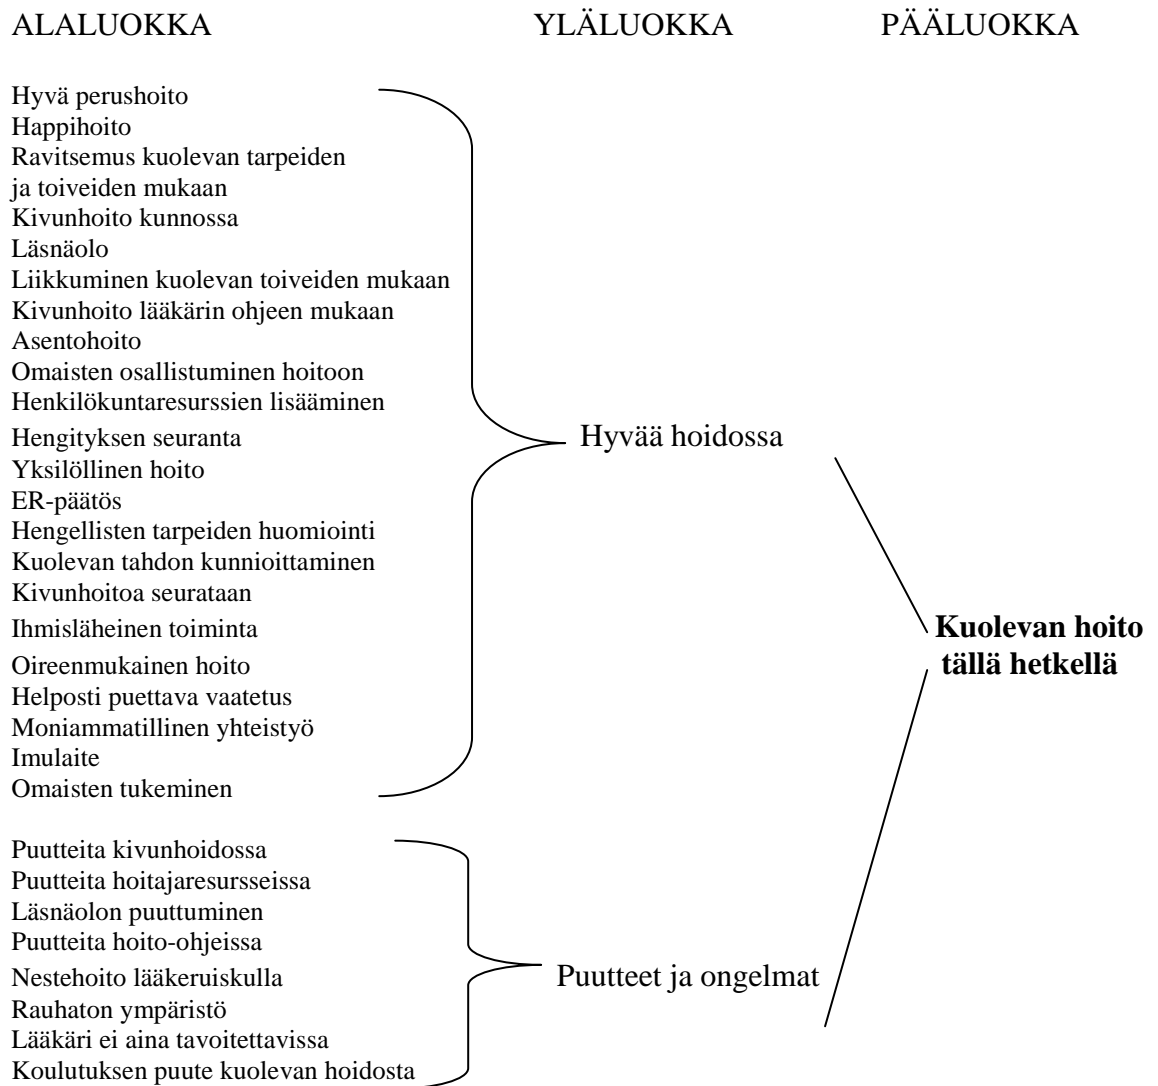 ALALUOKKA YLÄLUOKKA PÄÄLUOKKA
Hyvä perushoito
Happihoito
Ravitsemus kuolevan tarpeiden
ja toiveiden mukaan
Kivunhoito kunnossa
Läsnäolo
Liikkuminen kuolevan toiveiden mukaan
Kivunhoito lääkärin ohjeen mukaan
Asentohoito
Omaisten osallistuminen hoitoon
Henkilökuntaresurssien lisääminen
Hengityksen seuranta
Yksilöllinen hoito
ER-päätös
Hengellisten tarpeiden huomiointi
Kuolevan tahdon kunnioittaminen
Kivunhoitoa seurataan
Ihmisläheinen toiminta
Oireenmukainen hoito
Helposti puettava vaatetus
Moniammatillinen yhteistyö
Imulaite
Omaisten tukeminen
Hyvää hoidossa
Puutteita kivunhoidossa
Puutteita hoitajaresursseissa
Läsnäolon puuttuminen
Puutteita hoito-ohjeissa
Nestehoito lääkeruiskulla
Rauhaton ympäristö
Lääkäri ei aina tavoitettavissa
Koulutuksen puute kuolevan hoidosta
Puutteet ja ongelmat
Kuolevan hoito
tällä hetkellä